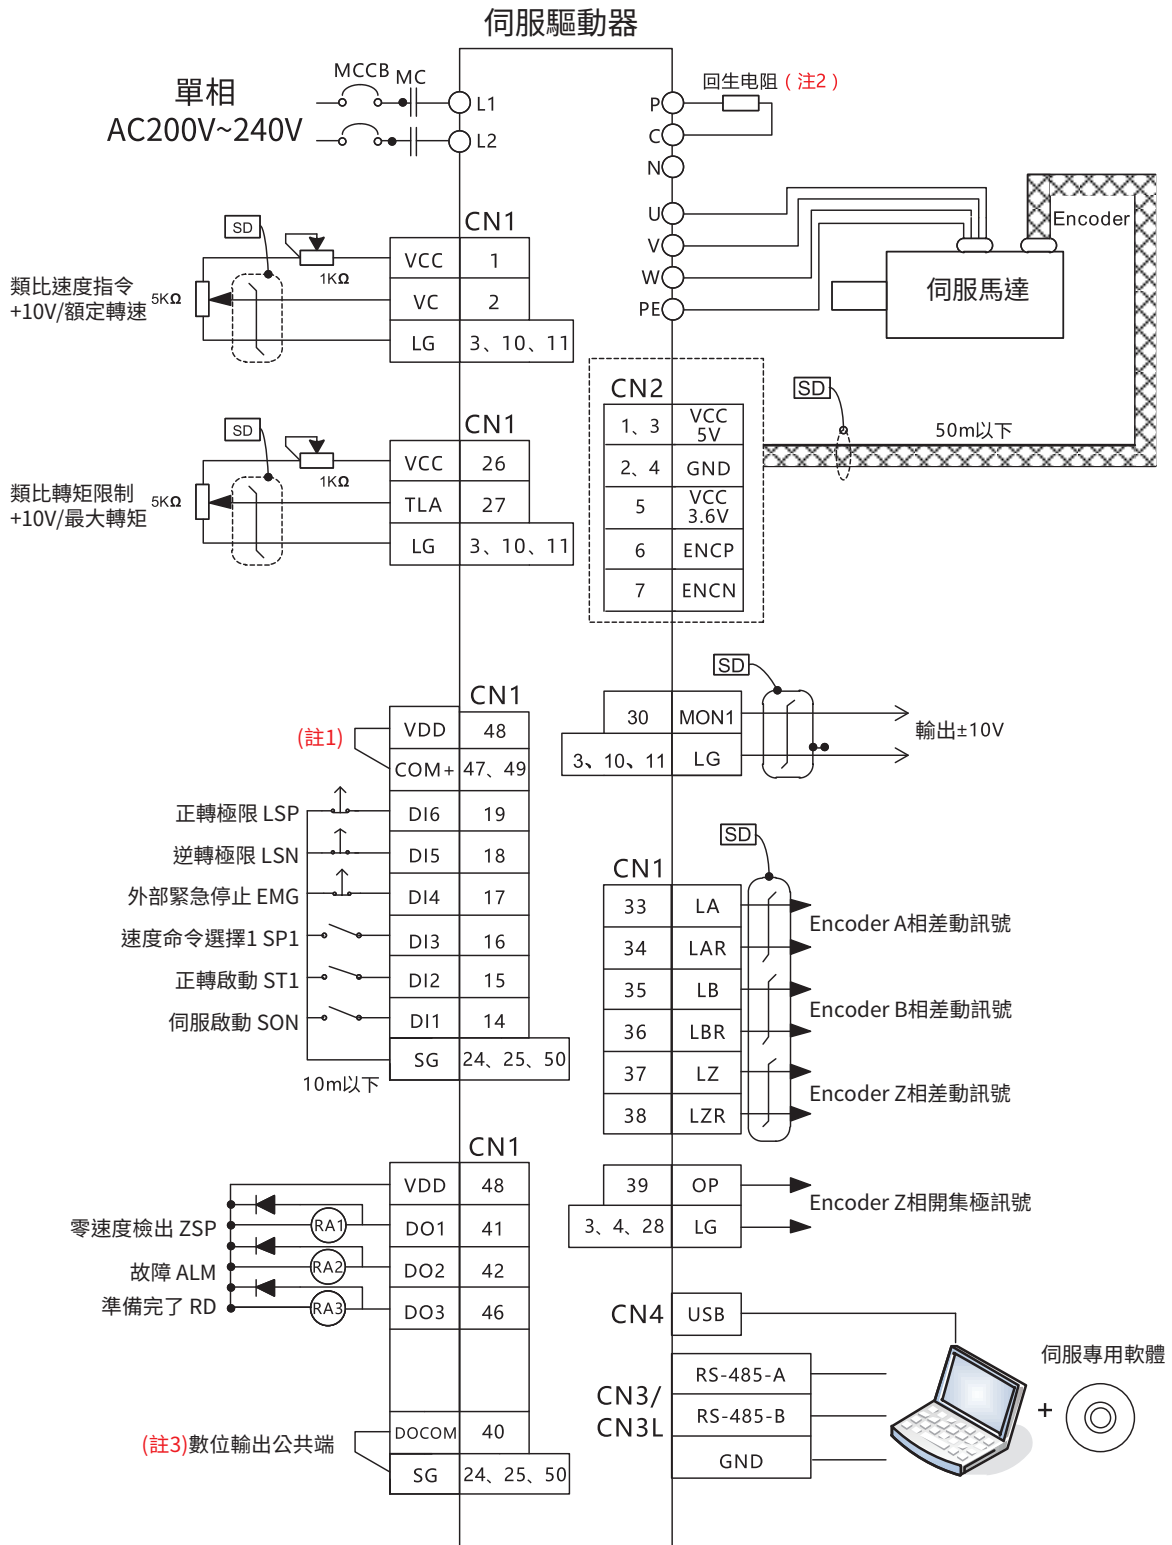 伺服驅動器
單相
AC200V~240V
MCCB
MC
L1
L2
P
C
N
U
V
W
PE
回生电阻（注2）
Encoder
伺服馬達
SD
50m以下
類比速度指令
+10V/額定轉速
5KΩ
SD
1KΩ
CN1
VCC 1
VC 2
LG 3、10、11
類比轉矩限制
+10V/最大轉矩
5KΩ
SD
1KΩ
CN1
VCC 26
TLA 27
LG 3、10、11
CN2
1、3 VCC 5V
2、4 GND
5 VCC 3.6V
6 ENCP
7 ENCN
CN1
(註1)
VDD 48
COM+ 47、49
正轉極限 LSP DI6 19
逆轉極限 LSN DI5 18
外部緊急停止 EMG DI4 17
速度命令選擇1 SP1 DI3 16
正轉啟動 ST1 DI2 15
伺服啟動 SON DI1 14
SG 24、25、50
10m以下
SD
30 MON1
3、10、11 LG
輸出±10V
SD
CN1
33 LA
34 LAR
Encoder A相差動訊號
35 LB
36 LBR
Encoder B相差動訊號
37 LZ
38 LZR
Encoder Z相差動訊號
39 OP
3、4、28 LG
Encoder Z相開集極訊號
CN1
VDD 48
零速度檢出 ZSP RA1 DO1 41
故障 ALM RA2 DO2 42
準備完了 RD RA3 DO3 46
(註3)數位輸出公共端
DOCOM 40
SG 24、25、50
CN4 USB
CN3/
CN3L
RS-485-A
RS-485-B
GND
伺服專用軟體
+